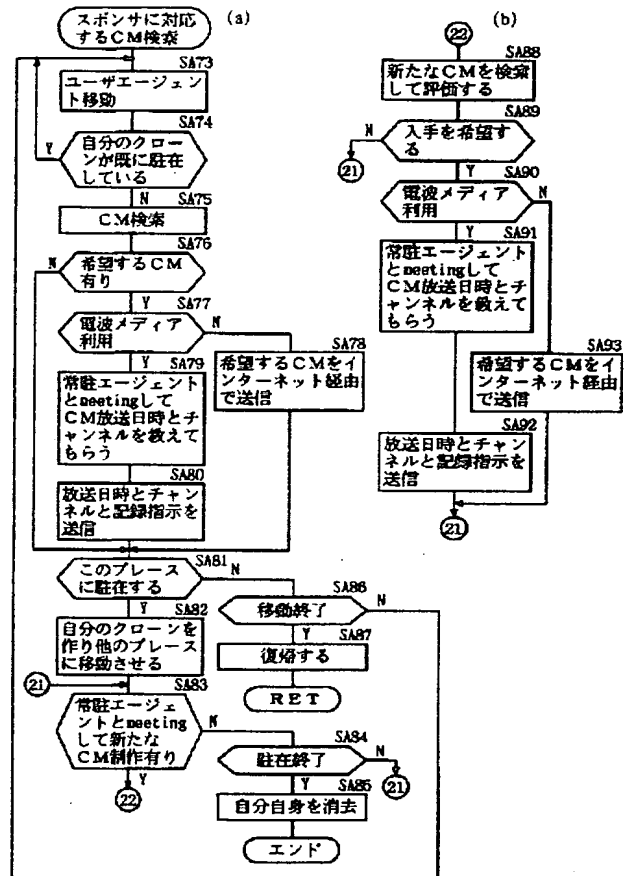 (a)
スポンサに対応
するCM検索
SA73
ユーザエージェン
ト移動
SA74
自分のクロー
ンが既に駐在
している
Y
N
SA75
CM検索
SA76
希望するCM
有り
N
Y
SA77
電波メディア
利用
N
Y
SA78
希望するCMをイ
ンターネット経由
で送信
SA79
常駐エージェント
とmeetingして
CM放送日時とチ
ャンネルを教えて
もらう
SA80
放送日時とチャン
ネルと記録指示を
送信
SA81
このプレース
に駐在する
N
Y
SA82
自分のクローンを
作り他のプレース
に移動させる
21
SA83
常駐エージェ
ントとmeeting
して新たな
CM制作有り
N
Y
22
SA84
駐在終了
N
21
Y
SA85
自分自身を消去
エンド
SA86
移動終了
N
Y
SA87
復帰する
RET
(b)
22
SA88
新たなCMを検索
して評価する
SA89
入手を希望す
る
N
21
Y
SA90
電波メディア
利用
N
Y
SA91
常駐エージェント
とmeetingして
CM放送日時とチ
ャンネルを教えて
もらう
SA93
希望するCMをイ
ンターネット経由
で送信
SA92
放送日時とチャン
ネルと記録指示を
送信
21